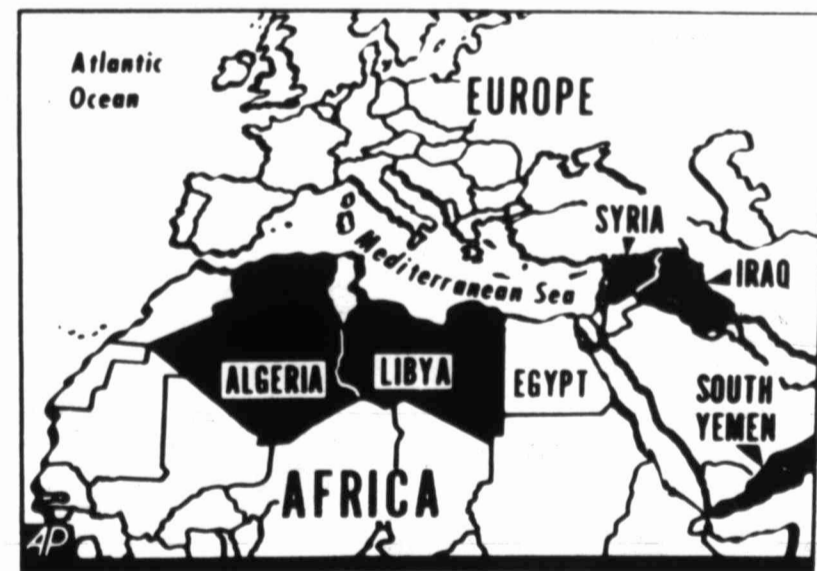 Atlantic
Ocean
EUROPE
SYRIA
Mediterranean Sea
IRAQ
ALGERIA
LIBYA
EGYPT
SOUTH
YEMEN
AFRICA
AP